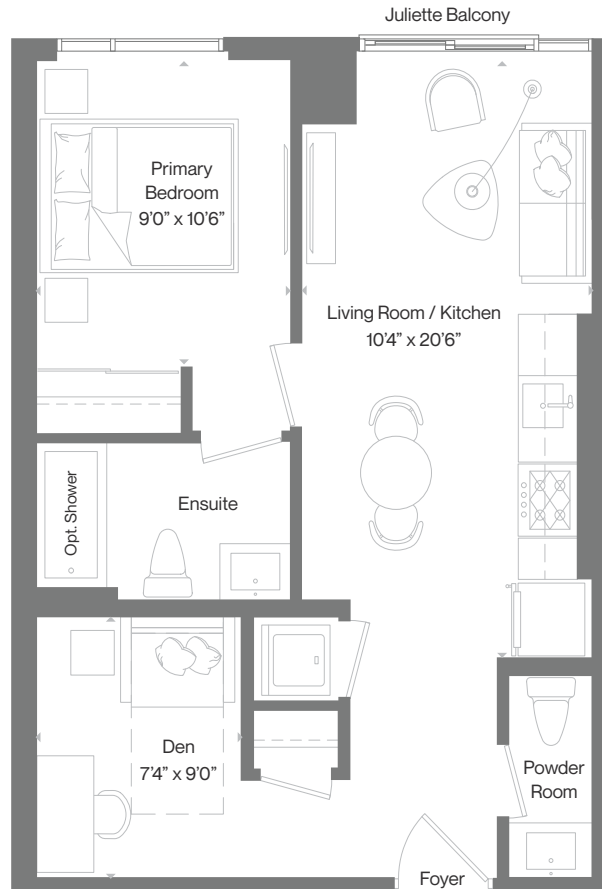 Juliette Balcony
Primary
Bedroom
9’0” x 10’6”
Living Room / Kitchen
10’4” x 20’6”
Opt. Shower
Ensuite
Den
7’4” x 9’0”
Powder
Room
Foyer